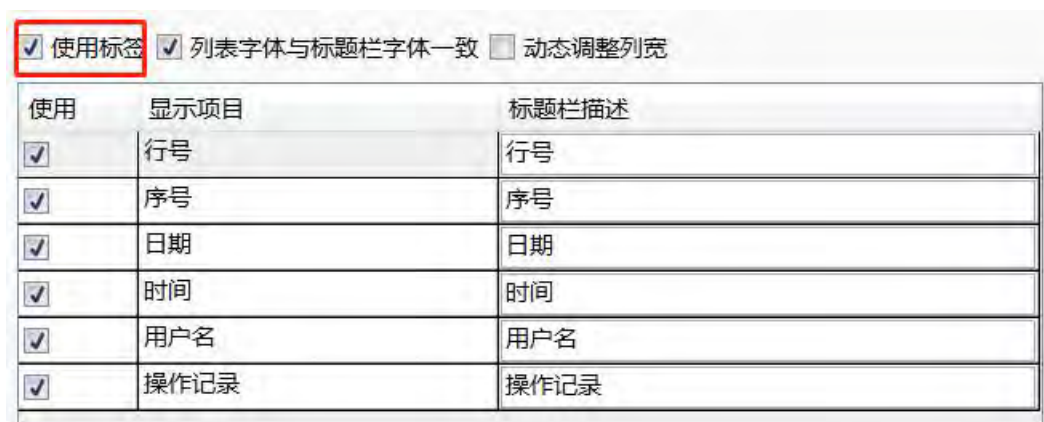 使用标签 列表字体与标题栏字体一致 动态调整列宽
使用 显示项目 标题栏描述
行号 行号
序号 序号
日期 日期
时间 时间
用户名 用户名
操作记录 操作记录